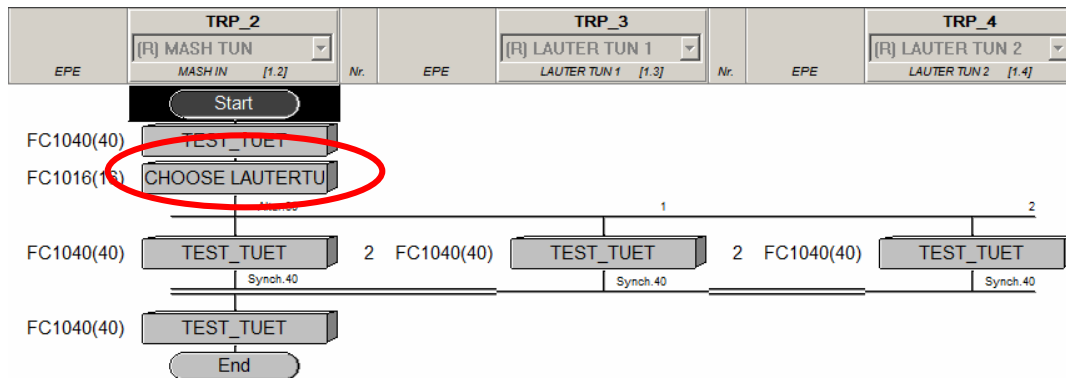 TRP_2 TRP_3 TRP_4
(R) MASH TUN (R) LAUTER TUN 1 (R) LAUTER TUN 2
EPE MASH IN [1.2] Nr. EPE LAUTER TUN 1 [1.3] Nr. EPE LAUTER TUN 2 [1.4]
Start
FC1040(40) TEST_TUET
FC1016(16) CHOOSE LAUTERTU
1 2
FC1040(40) TEST_TUET 2 FC1040(40) TEST_TUET 2 FC1040(40) TEST_TUET
Synch.40 Synch.40 Synch.40
FC1040(40) TEST_TUET
End